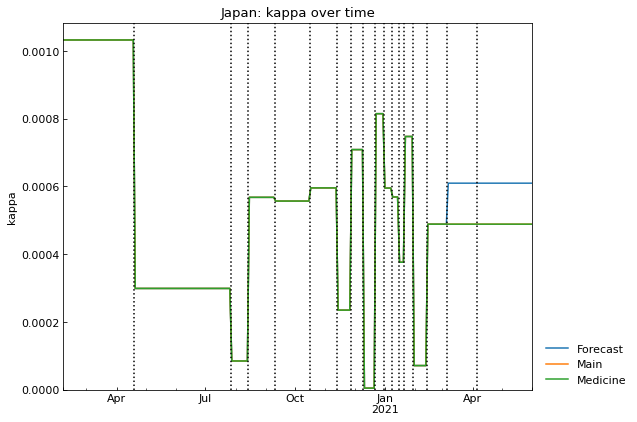 Japan: kappa over time
0.0010
0.0008
0.0006
0.0004
0.0002
0.0000
kappa
Apr
Jul
Oct
Jan
2021
Apr
Forecast
Main
Medicine